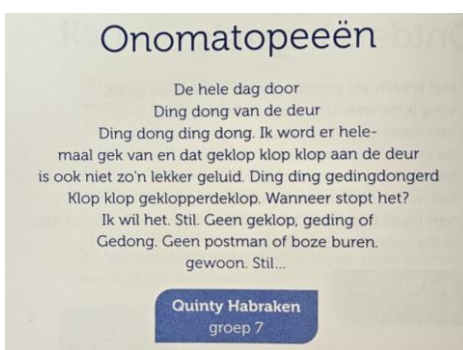 Onomatopeeën
De hele dag door
Ding dong van de deur
Ding dong ding dong. Ik word er hele-
maal gek van en dat geklop klop klop aan de deur
is ook niet zo'n lekker geluid. Ding ding gedingdongerd
Klop klop geklopperdeklop. Wanneer stopt het?
Ik wil het. Stil. Geen geklop, geding of
Gedong. Geen postman of boze buren.
gewoon. Stil...
Quinty Habraken
groep 7